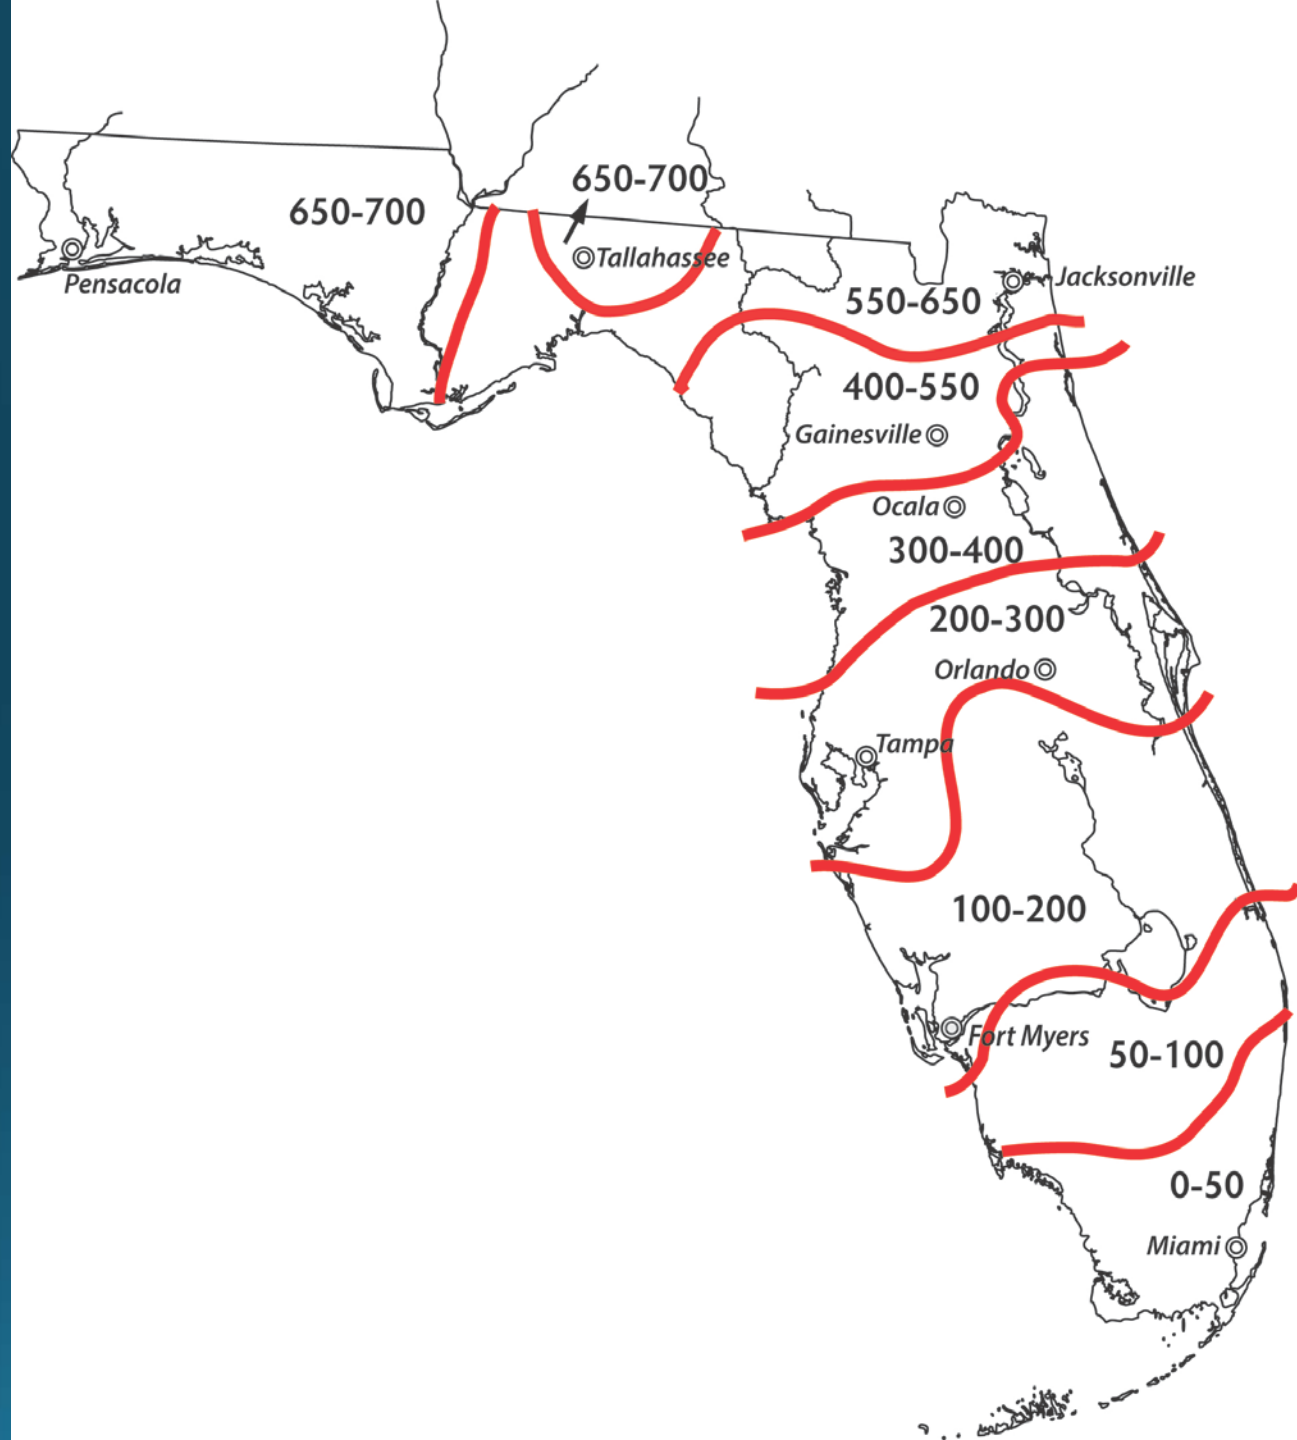 650-700
650-700
Tallahassee
Pensacola
Jacksonville
550-650
400-550
Gainesville
Ocala
300-400
200-300
Orlando
Tampa
100-200
Fort Myers
50-100
0-50
Miami